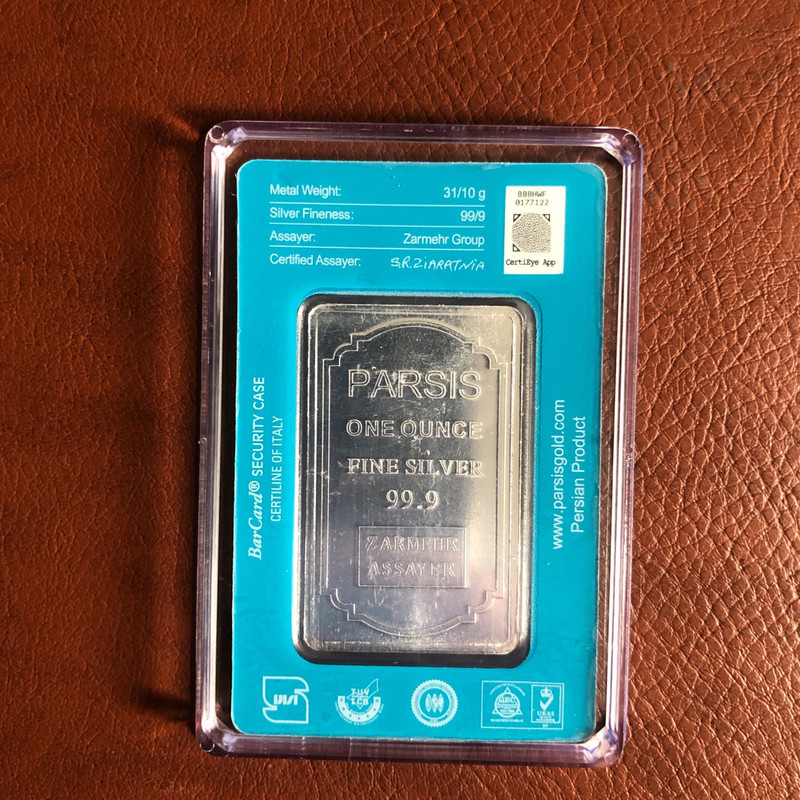 Metal Weight: 31/10 g
Silver Fineness: 99/9
Assayer: Zarmehr Group
Certified Assayer: S.R.ZIARATNIA
BBBHWF
0177122
CertiEye App
PARSIS
ONE OUNCE
FINE SILVER
99.9
ZARMEHR
ASSAYER
BarCard® SECURITY CASE
CERTILINE OF ITALY
www.parsisgold.com
Persian Product
TUV
UKAS